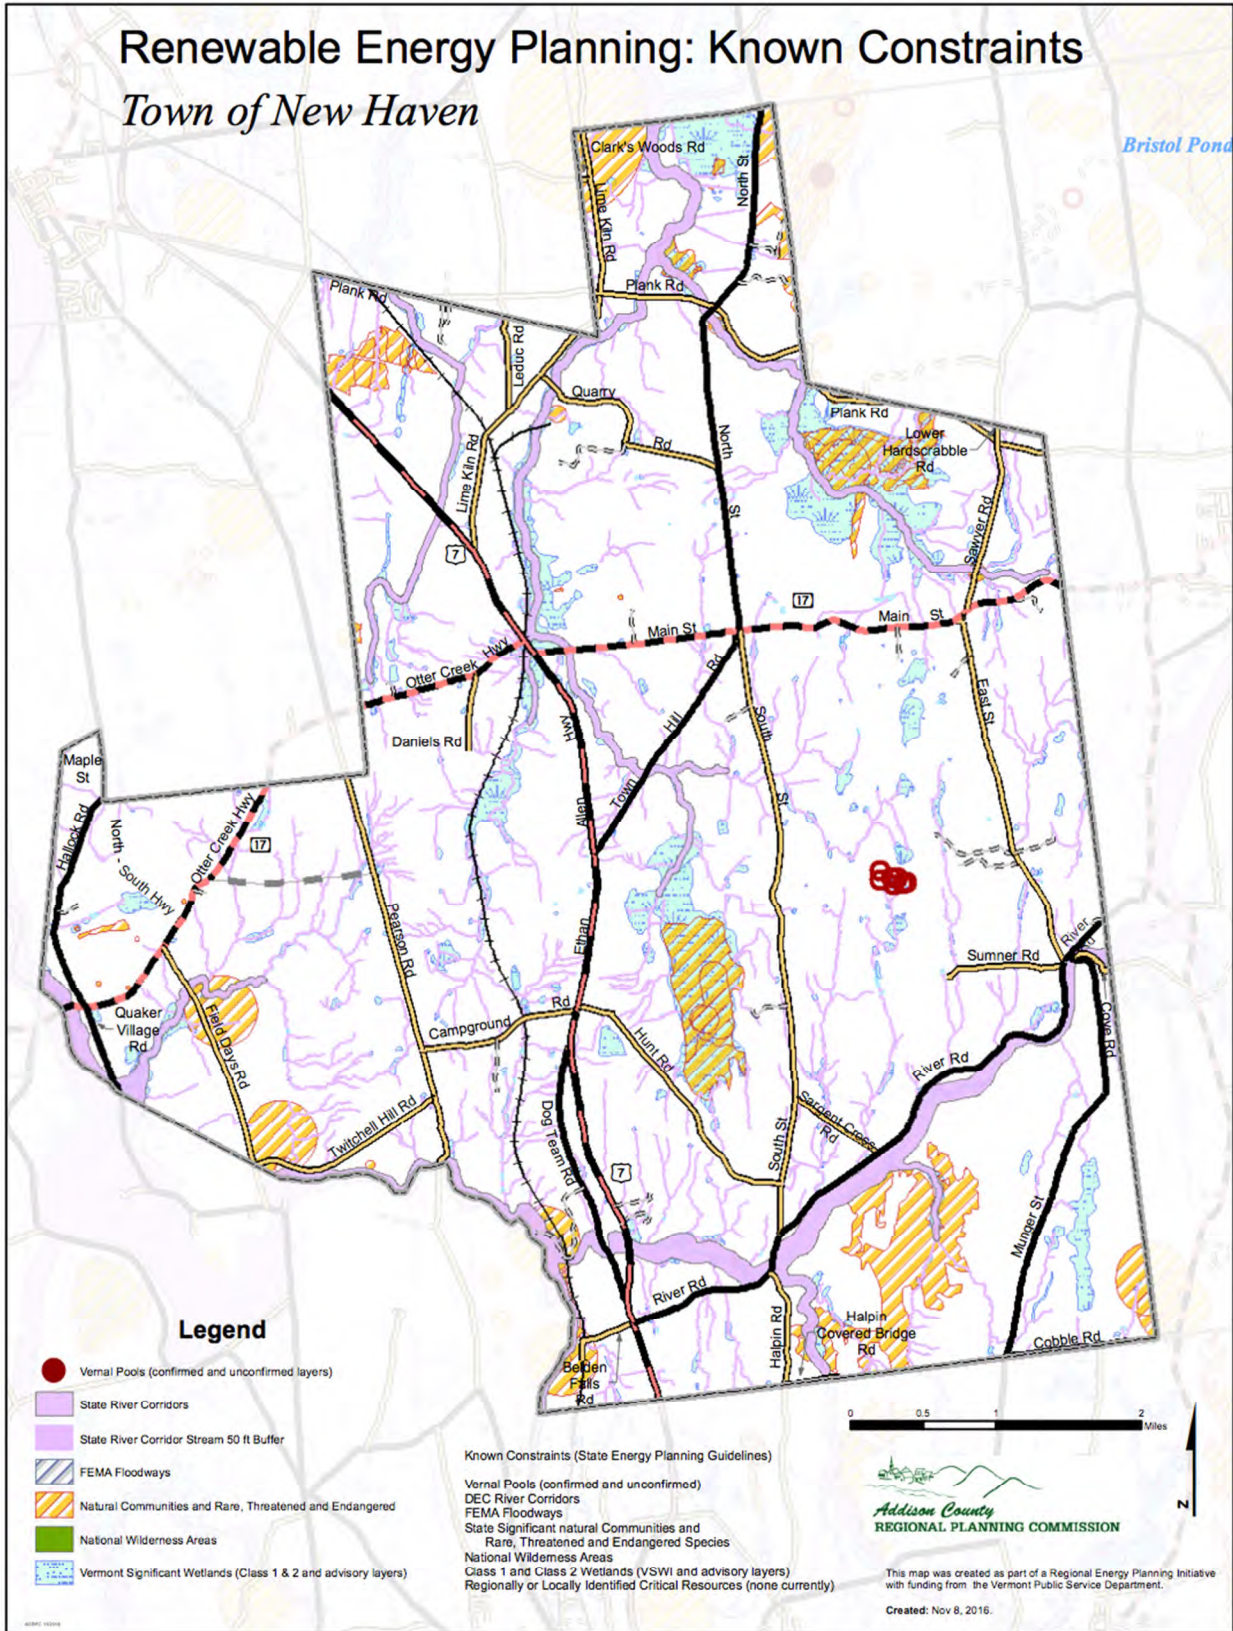 Renewable Energy Planning: Known Constraints
Town of New Haven
Bristol Pond
Clark's Woods Rd
North St
Lime Kiln Rd
Plank Rd
Plank Rd
Leduc Rd
Quarry
Rd
Plank Rd
Lower
Hardscrabble
Rd
North
St
Lime Kiln Rd
Sawyer Rd
7
17
Main St
Main St
Otter Creek Hwy
Rd
Hill
Town
East St
South
St
Daniels Rd
Hwy
Allen
Ethan
Maple
St
Hallock Rd
North - South Hwy
Otter Creek Hwy
17
Pearson Rd
River
Rd
Sumner Rd
Cove Rd
Quaker
Village
Rd
Field Days Rd
Campground
Rd
Hunt Rd
River Rd
Sargent Cross
Rd
Twitchell Hill Rd
Dog Team Rd
South St
7
Munger St
River Rd
Halpin Rd
Halpin
Covered Bridge
Rd
Cobble Rd
Belden
Falls
Rd
Legend
Vernal Pools (confirmed and unconfirmed layers)
State River Corridors
State River Corridor Stream 50 ft Buffer
FEMA Floodways
Natural Communities and Rare, Threatened and Endangered
National Wilderness Areas
Vermont Significant Wetlands (Class 1 & 2 and advisory layers)
Known Constraints (State Energy Planning Guidelines)
Vernal Pools (confirmed and unconfirmed)
DEC River Corridors
FEMA Floodways
State Significant natural Communities and
Rare, Threatened and Endangered Species
National Wilderness Areas
Class 1 and Class 2 Wetlands (VSWI and advisory layers)
Regionally or Locally Identified Critical Resources (none currently)
0 0.5 1 2
Miles
Addison County
REGIONAL PLANNING COMMISSION
N
This map was created as part of a Regional Energy Planning Initiative
with funding from the Vermont Public Service Department.
Created: Nov 8, 2016.